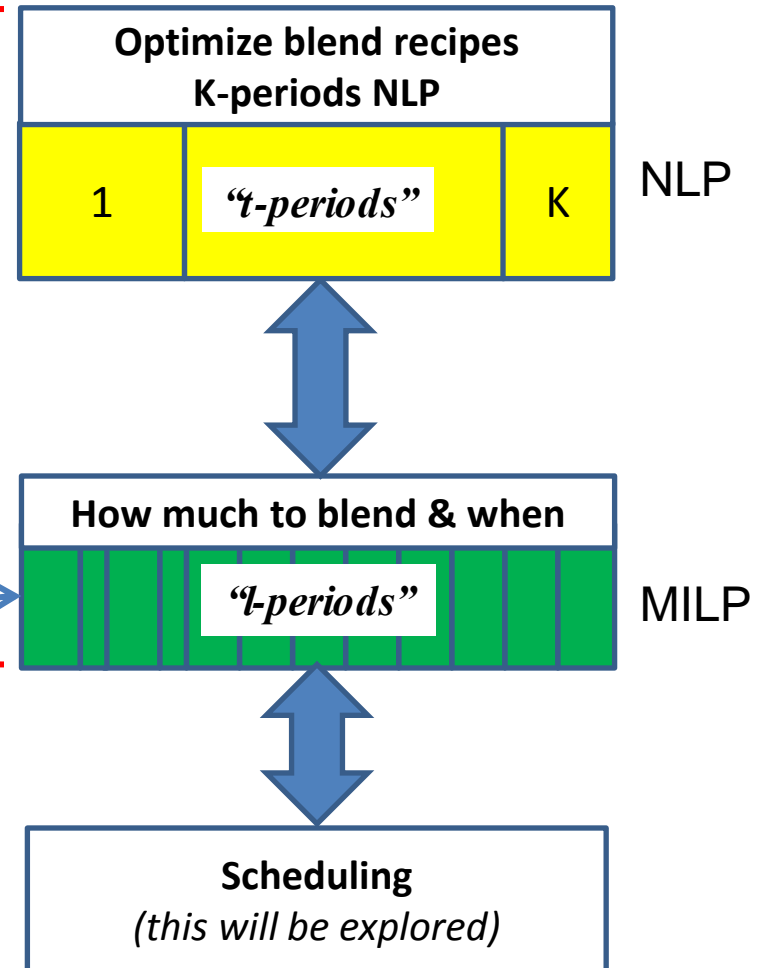 Optimize blend recipes
K-periods NLP
1
“t-periods”
K
NLP
How much to blend & when
“l-periods”
MILP
Scheduling
(this will be explored)